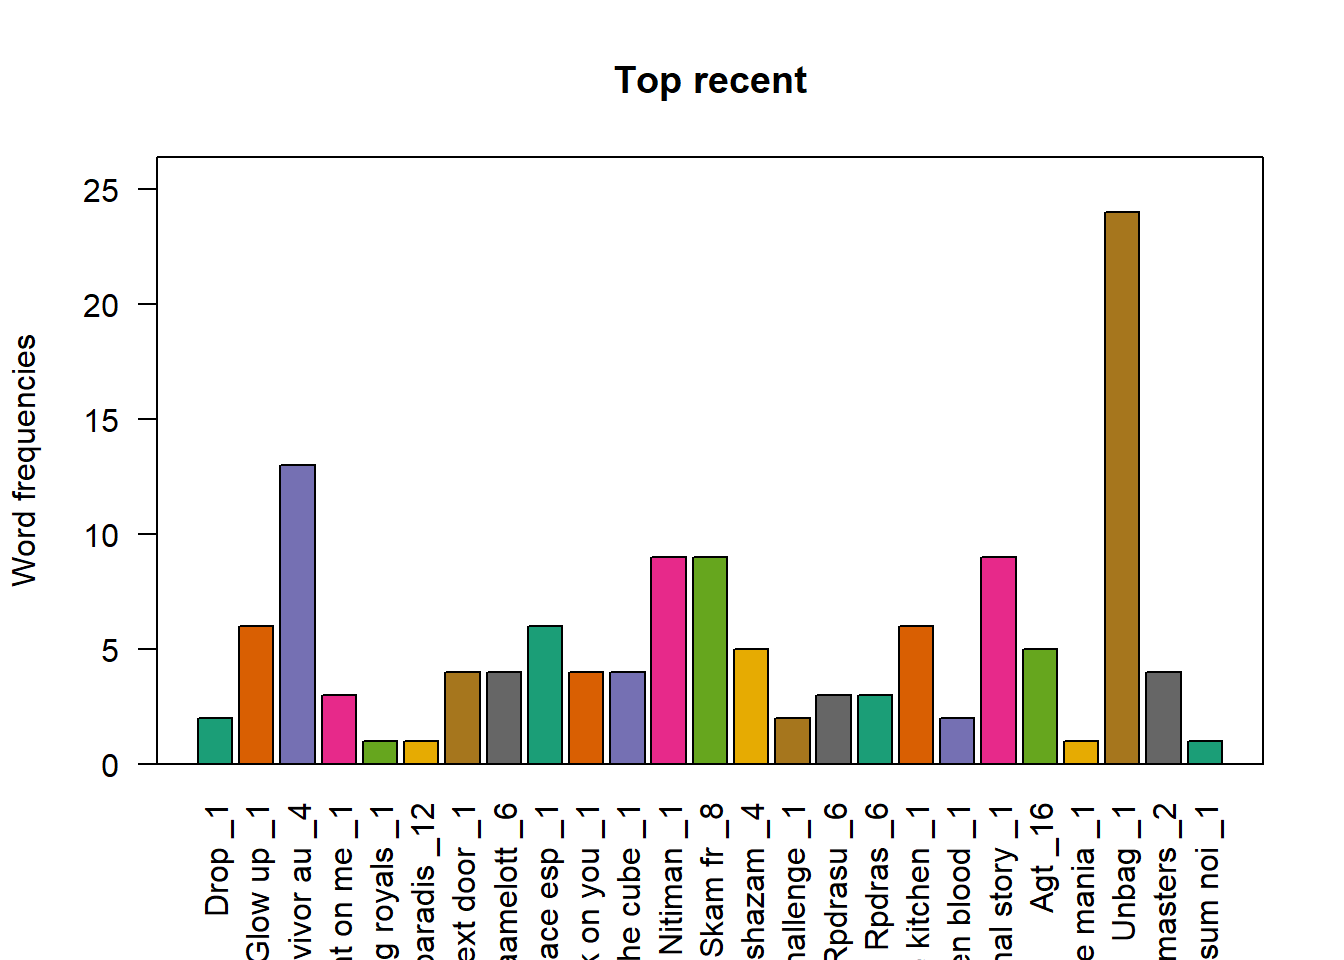 Top recent
Word frequencies
25
20
15
10
5
0
Drop _1
Glow up _1
vivor au _4
on me _1
royals _1
paradis _12
ext door _1
aamelott _6
ace esp _1
on you _1
he cube _1
Nitiman _1
Skam fr _8
shazam _4
hallenge _1
Rpdrasu _6
Rpdras _6
kitchen _1
en blood _1
nal story _1
Agt _16
e mania _1
Unbag _1
masters _2
sum noi _1